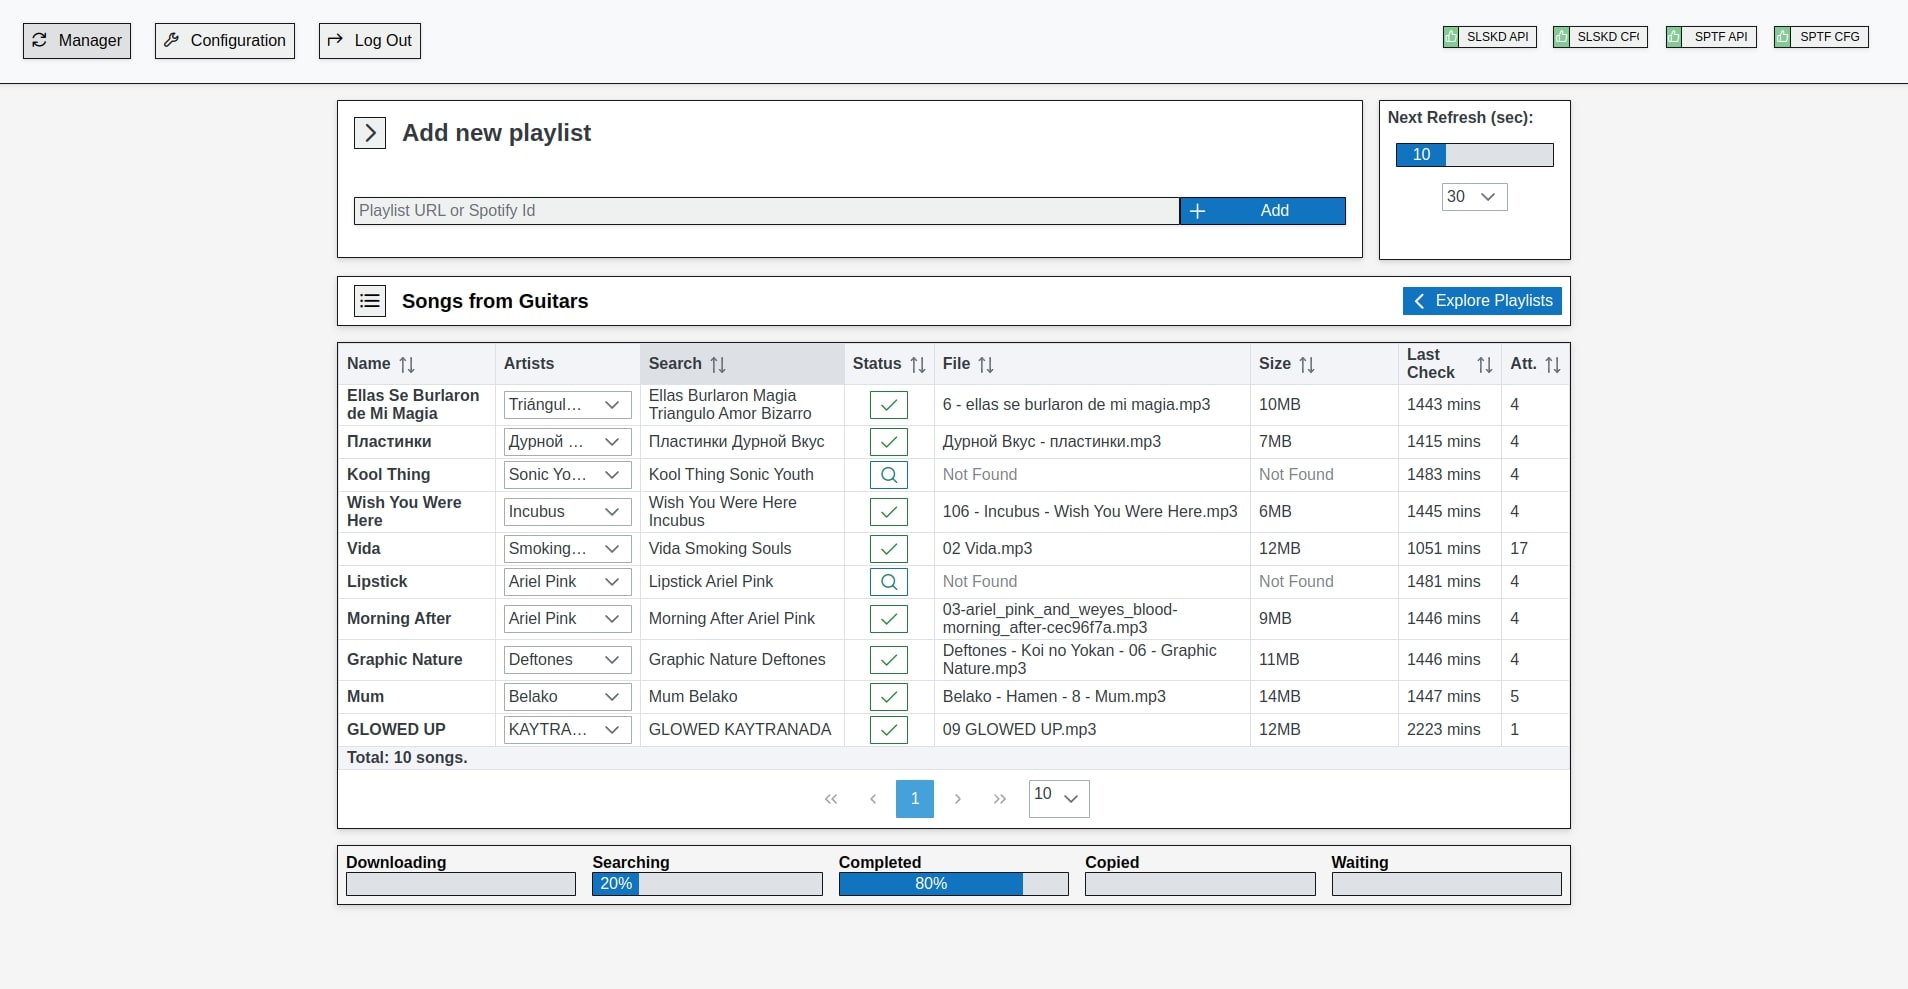 Manager Configuration Log Out SLSKD API SLSKD CF SPTF API SPTF CFG
Add new playlist
Playlist URL or Spotify Id Add
Next Refresh (sec):
10
30
Songs from Guitars Explore Playlists
Name Artists Search Status File Size Last Check Att.
Ellas Se Burlaron de Mi Magia Triángul... Ellas Burlaron Magia Triangulo Amor Bizarro 6 - ellas se burlaron de mi magia.mp3 10MB 1443 mins 4
Пластинки Дурной ... Пластинки Дурной Вкус Дурной Вкус - пластинки.mp3 7MB 1415 mins 4
Kool Thing Sonic Yo... Kool Thing Sonic Youth Not Found Not Found 1483 mins 4
Wish You Were Here Incubus Wish You Were Here Incubus 106 - Incubus - Wish You Were Here.mp3 6MB 1445 mins 4
Vida Smoking... Vida Smoking Souls 02 Vida.mp3 12MB 1051 mins 17
Lipstick Ariel Pink Lipstick Ariel Pink Not Found Not Found 1481 mins 4
Morning After Ariel Pink Morning After Ariel Pink 03-ariel_pink_and_weyes_blood-morning_after-cec96f7a.mp3 9MB 1446 mins 4
Graphic Nature Deftones Graphic Nature Deftones Deftones - Koi no Yokan - 06 - Graphic Nature.mp3 11MB 1446 mins 4
Mum Belako Mum Belako Belako - Hamen - 8 - Mum.mp3 14MB 1447 mins 5
GLOWED UP KAYTRA... GLOWED KAYTRANADA 09 GLOWED UP.mp3 12MB 2223 mins 1
Total: 10 songs.
« ‹ 1 › » 10
Downloading Searching Completed Copied Waiting
20% 80%